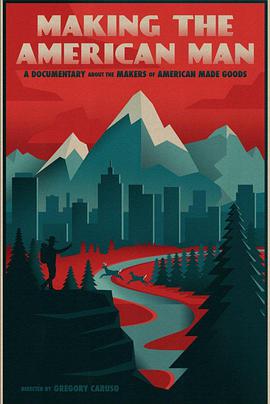 MAKING THE
AMERICAN MAN
A DOCUMENTARY ABOUT THE MAKERS OF AMERICAN MADE GOODS
DIRECTED BY GREGORY CARUSO